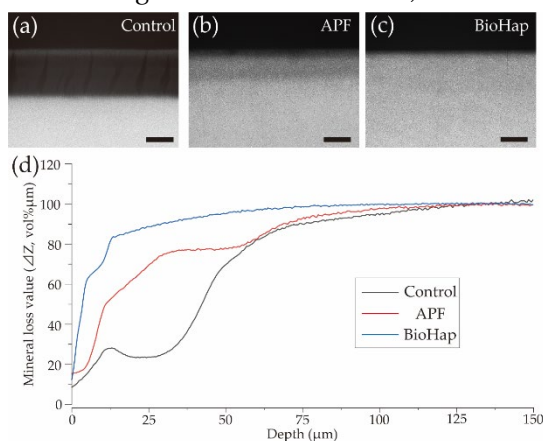 (a) Control
(b) APF
(c) BioHap
(d)
Mineral loss value (⊿Z, vol%μm)
120
100
80
60
40
20
0
Control
APF
BioHap
0 25 50 75 100 125 150
Depth (μm)